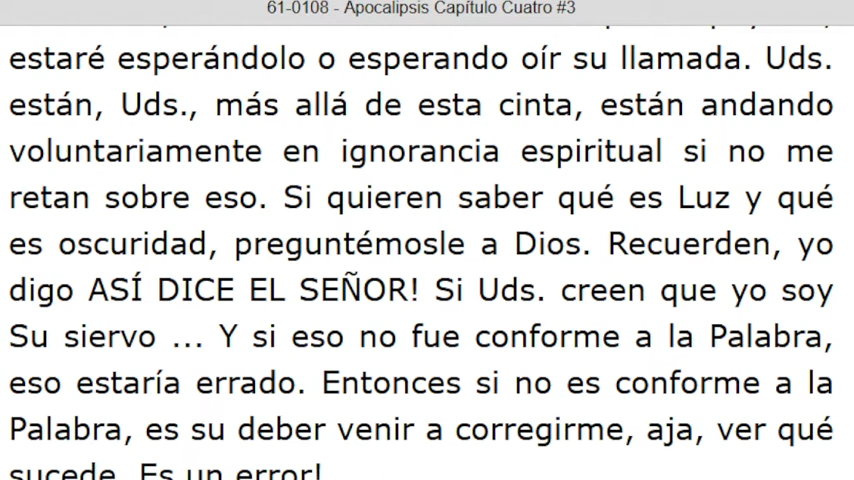 61-0108 - Apocalipsis Capítulo Cuatro #3
estaré esperándolo o esperando oír su llamada. Uds.
están, Uds., más allá de esta cinta, están andando
voluntariamente en ignorancia espiritual si no me
retan sobre eso. Si quieren saber qué es Luz y qué
es oscuridad, preguntémosle a Dios. Recuerden, yo
digo ASÍ DICE EL SEÑOR! Si Uds. creen que yo soy
Su siervo … Y si eso no fue conforme a la Palabra,
eso estaría errado. Entonces si no es conforme a la
Palabra, es su deber venir a corregirme, aja, ver qué
sucede. Es un error!